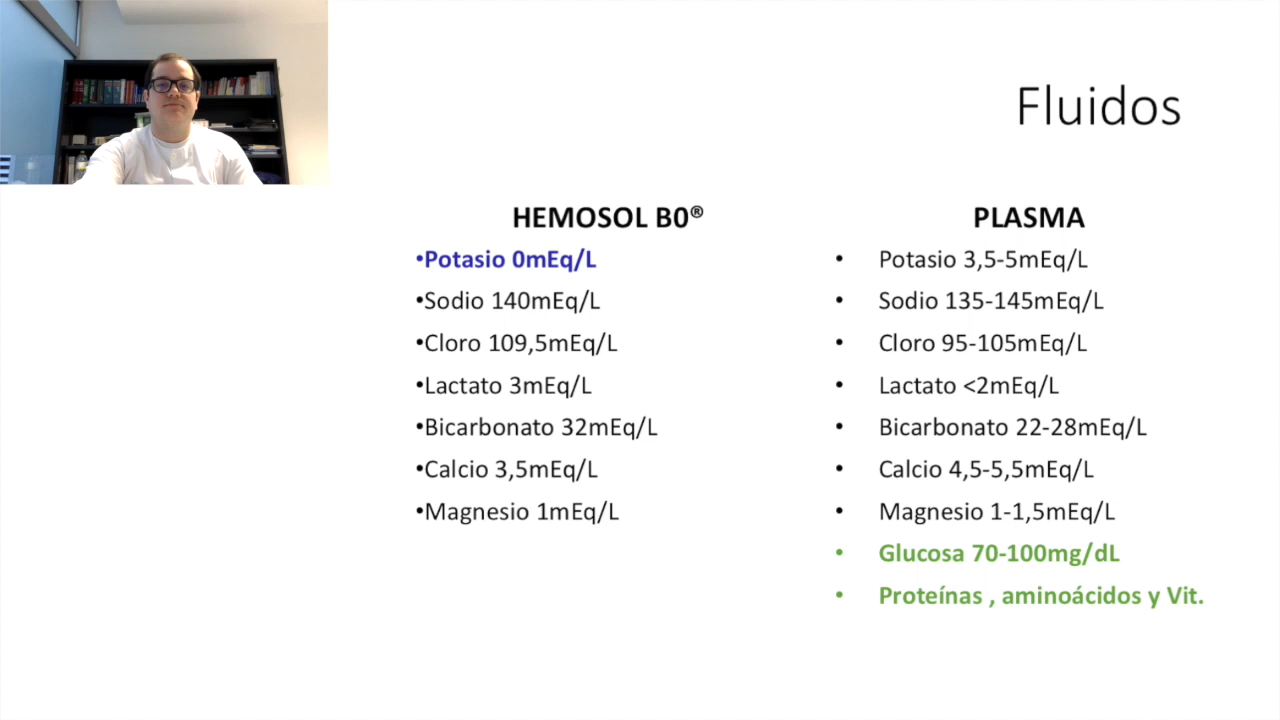 Fluidos
HEMOSOL B0®
•Potasio 0mEq/L
•Sodio 140mEq/L
•Cloro 109,5mEq/L
•Lactato 3mEq/L
•Bicarbonato 32mEq/L
•Calcio 3,5mEq/L
•Magnesio 1mEq/L
PLASMA
• Potasio 3,5-5mEq/L
• Sodio 135-145mEq/L
• Cloro 95-105mEq/L
• Lactato <2mEq/L
• Bicarbonato 22-28mEq/L
• Calcio 4,5-5,5mEq/L
• Magnesio 1-1,5mEq/L
• Glucosa 70-100mg/dL
• Proteínas , aminoácidos y Vit.